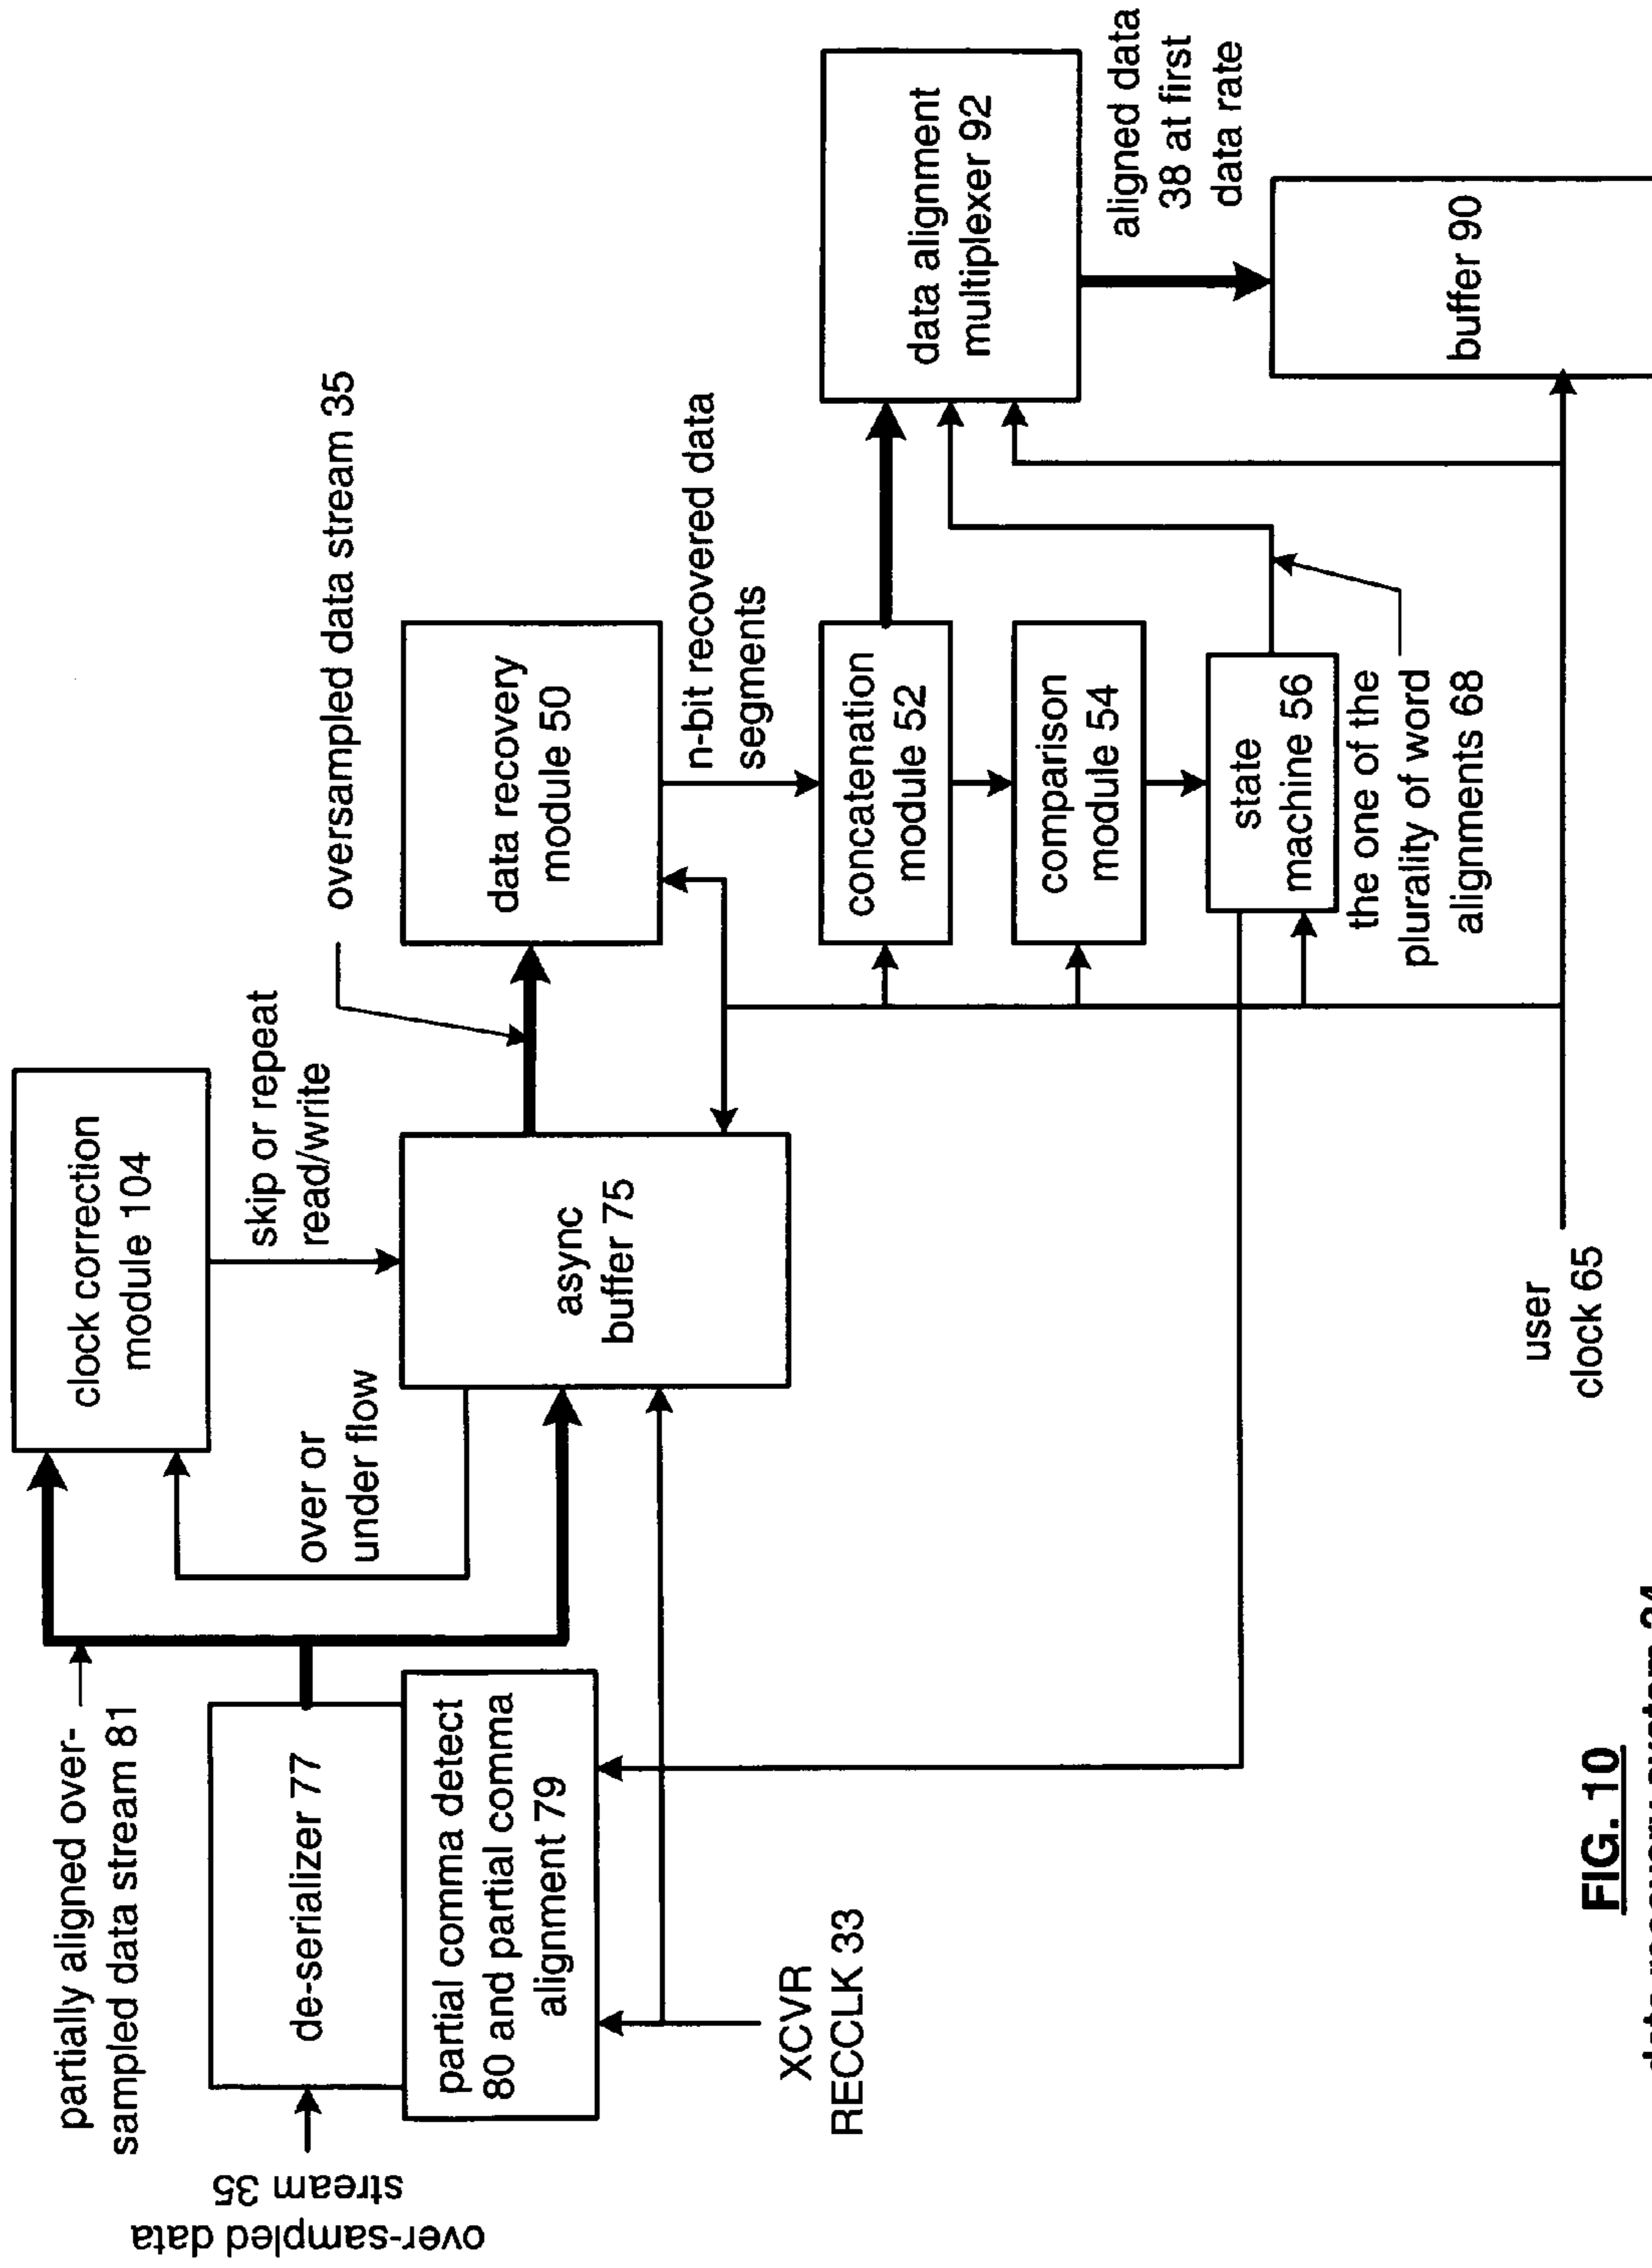 over-sampled data
stream 35
partially aligned over-
sampled data stream 81
de-serializer 77
partial comma detect
80 and partial comma
alignment 79
XCVR
RECCLK 33
over or
under flow
clock correction
module 104
skip or repeat
read/write
async
buffer 75
oversampled data stream 35
data recovery
module 50
n-bit recovered data
segments
concatenation
module 52
comparison
module 54
state
machine 56
the one of the
plurality of word
alignments 68
data alignment
multiplexer 92
aligned data
38 at first
data rate
buffer 90
user
clock 65
FIG. 10